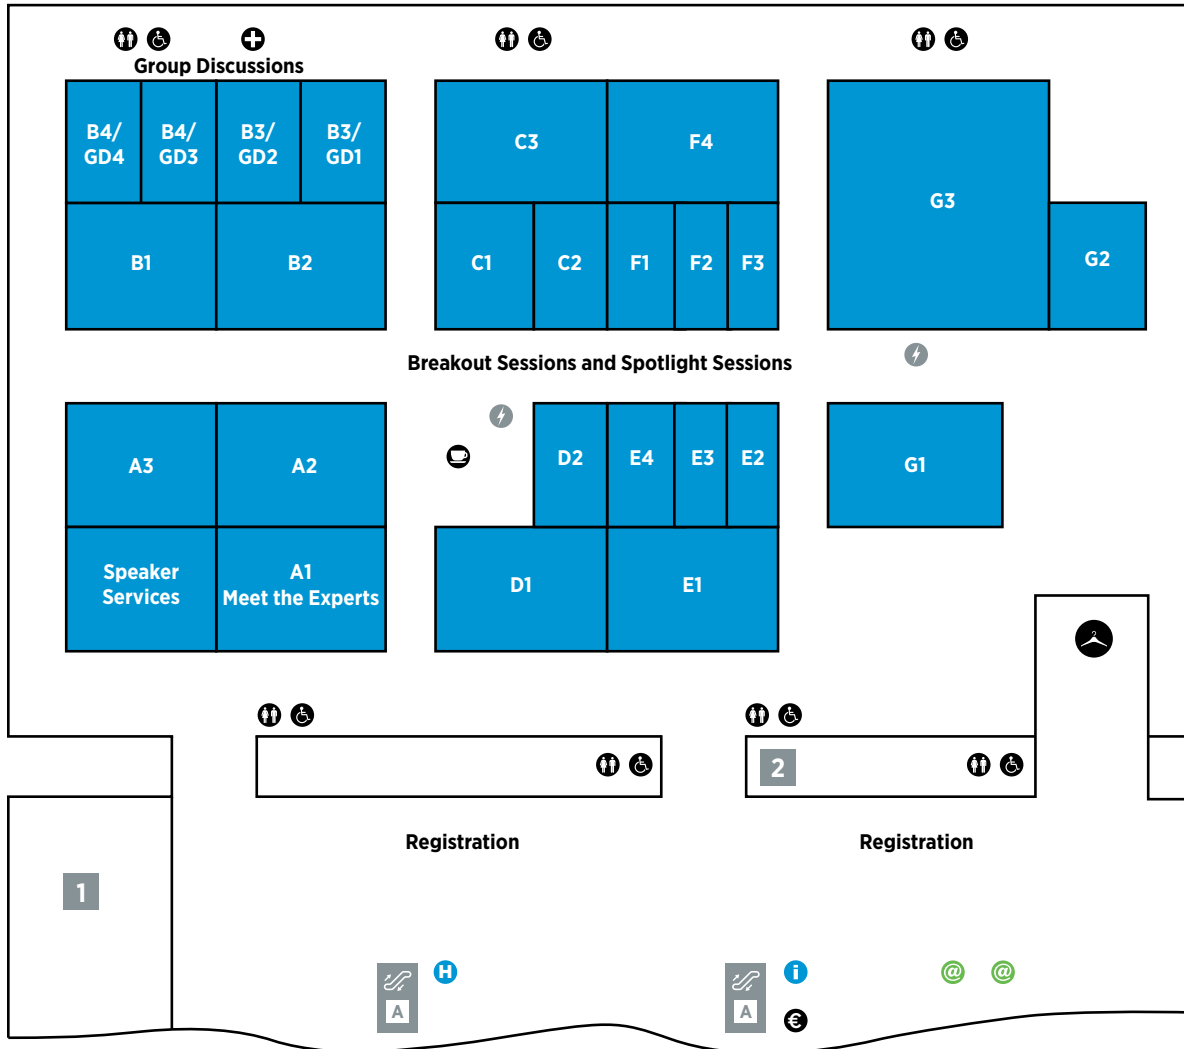 Group Discussions
B4/
GD4
B4/
GD3
B3/
GD2
B3/
GD1
B1
B2
C3
F4
C1
C2
F1
F2
F3
G3
G2
Breakout Sessions and Spotlight Sessions
A3
A2
Speaker
Services
A1
Meet the Experts
D2
E4
E3
E2
D1
E1
G1
2
Registration
Registration
1
A
H
A
i
€
@
@